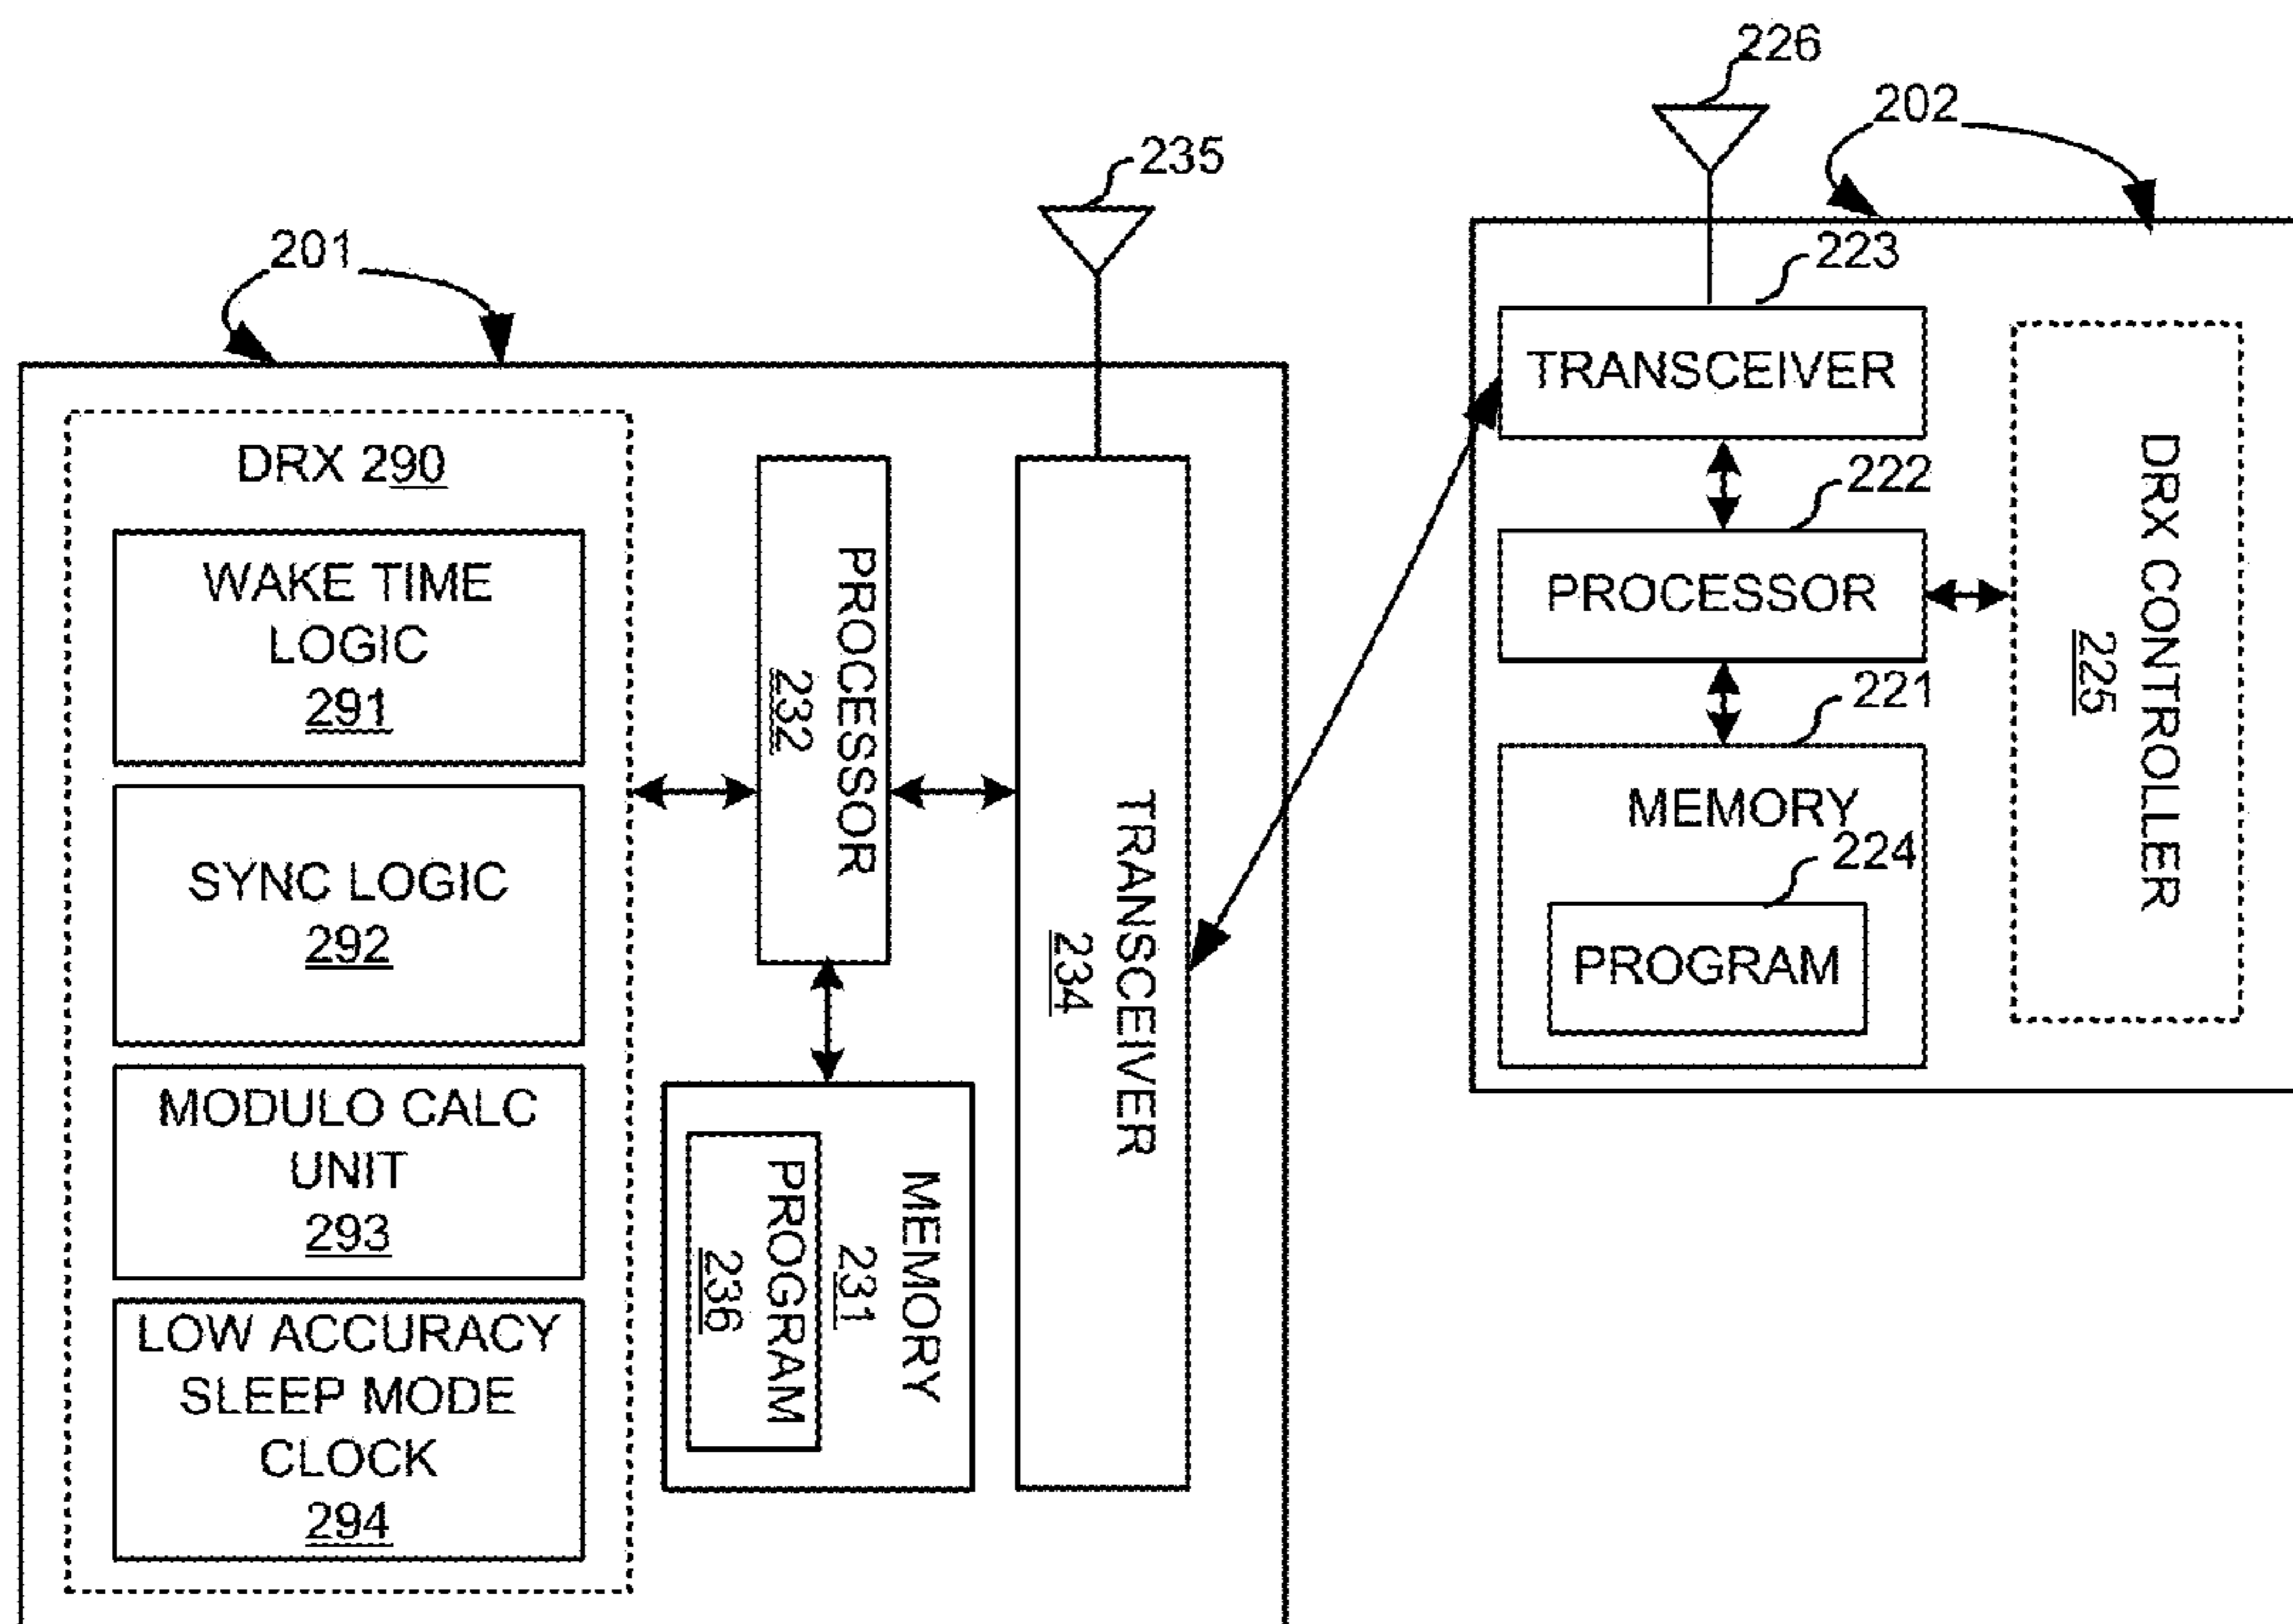 226
202
235
201
223
TRANSCEIVER
222
PROCESSOR
221
MEMORY
224
PROGRAM
DRX CONTROLLER
225
DRX 290
WAKE TIME
LOGIC
291
SYNC LOGIC
292
MODULO CALC
UNIT
293
LOW ACCURACY
SLEEP MODE
CLOCK
294
PROCESSOR
232
MEMORY
231
PROGRAM
236
TRANSCEIVER
234